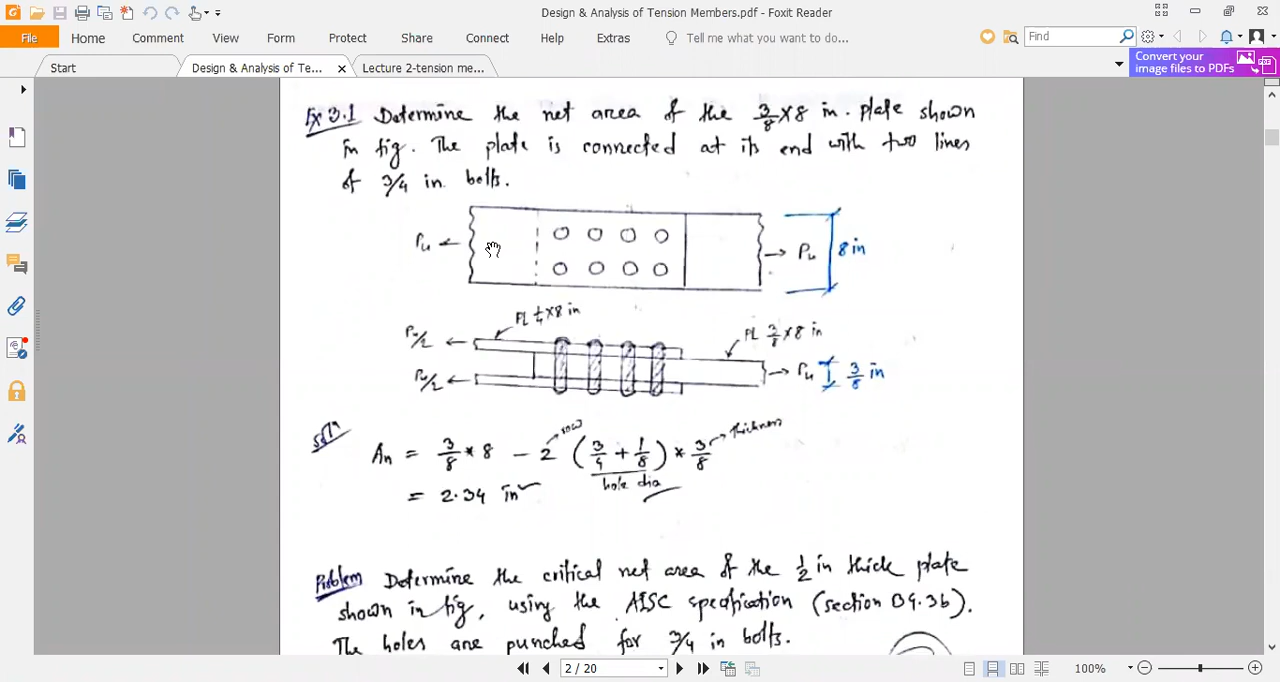 Design & Analysis of Tension Members.pdf - Foxit Reader
File Home Comment View Form Protect Share Connect Help Extras Tell me what you want to do... Find
Start Design & Analysis of Te... Lecture 2-tension me... Convert your
image files to PDFs PDF
Ex 3.1 Determine the net area of the 3/8 × 8 in. plate shown
in fig. The plate is connected at its end with two lines
of 3/4 in. bolts.
Pu Pu 8 in
PL 1/4 × 8 in
Pu/2 PL 3/8 × 8 in
Pu/2 Pu 3/8 in
Solⁿ
row thickness
An = 3/8 * 8 - 2 (3/4 + 1/8) * 3/8
hole dia
= 2.34 in²
Problem Determine the critical net area of the 1/2 in thick plate
shown in fig, using the AISC specification (section B4.3b).
The holes are punched for 3/4 in bolts.
2 / 20 100%